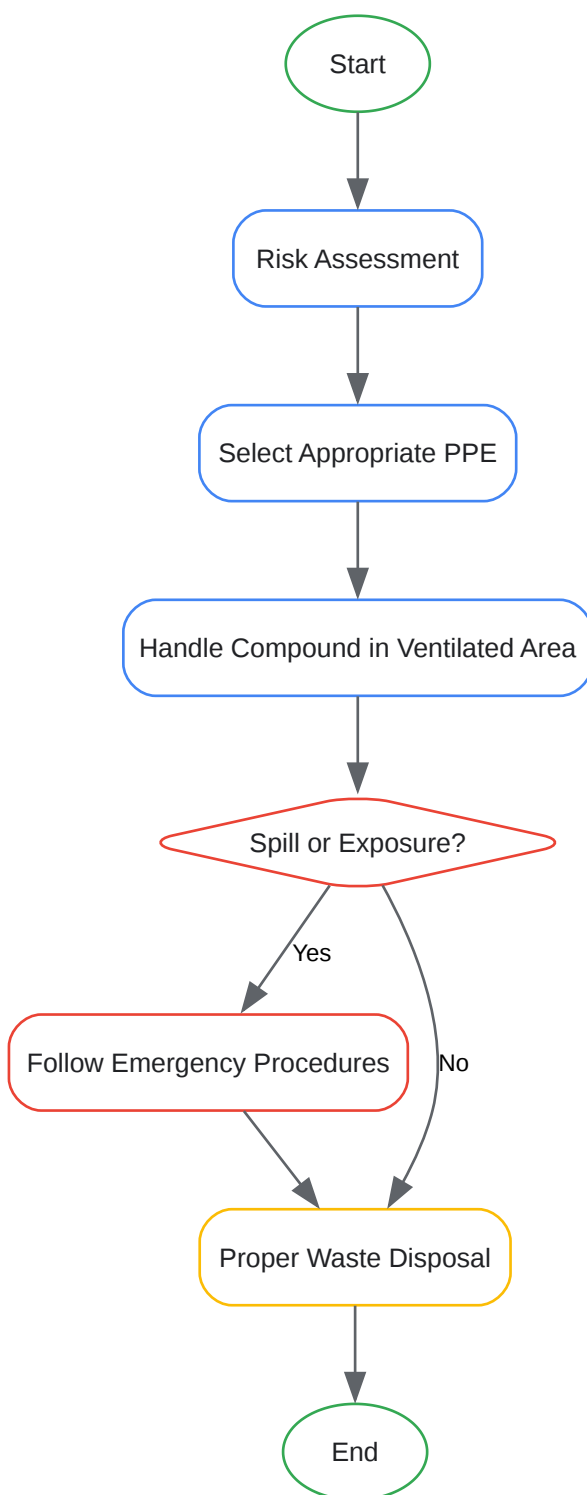 Start
Risk Assessment
Select Appropriate PPE
Handle Compound in Ventilated Area
Spill or Exposure?
Yes
Follow Emergency Procedures
No
Proper Waste Disposal
End